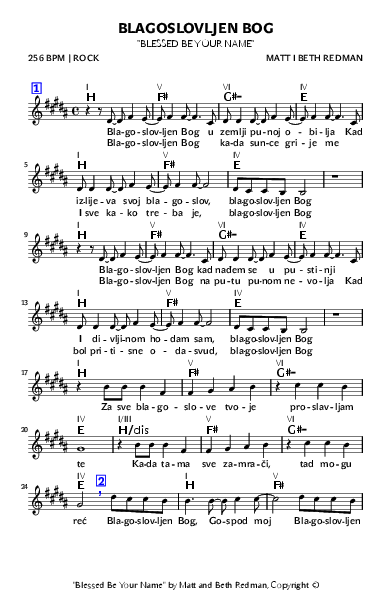 BLAGOSLOVLJEN BOG
"BLESSED BE YOUR NAME"
256 BPM | ROCK MATT I BETH REDMAN
1
I V VI IV
H F# G#- E
Bla-go-slov-ljen Bog u zemlji pu-noj o-bi-lja Kad
Bla-go-slov-ljen Bog ka-da sun-ce gri-je me
5
I V IV
H F# E
izlije-va svoj bla-go-slov, blago-slov-ljen Bog
I sve ka-ko tre-ba je, blago-slov-ljen Bog
9
I V VI IV
H F# G#- E
Bla-go-slov-ljen Bog kad nađem se u pu-sti-nji
Bla-go-slov-ljen Bog na pu-tu pu-nom ne-vo-lja Kad
13
I V IV
H F# E
I di-vlji-nom ho-dam sam, bla-go-slov-ljen Bog
bol pri-ti-sne o-da-svud, bla-go-slov-ljen Bog
17
I V VI
H F# G#-
Za sve bla-go-slo-ve tvo-je pro-slav-ljam
20
IV I/III V VI
E H/dis F# G#-
te Ka-da ta-ma sve za-mra-či, tad mo-gu
24
IV I V
E 2 H F#
reć Bla-go-slov-ljen Bog, Go-spod moj Bla-go-slov-ljen
"Blessed Be Your Name" by Matt and Beth Redman, Copyright ©